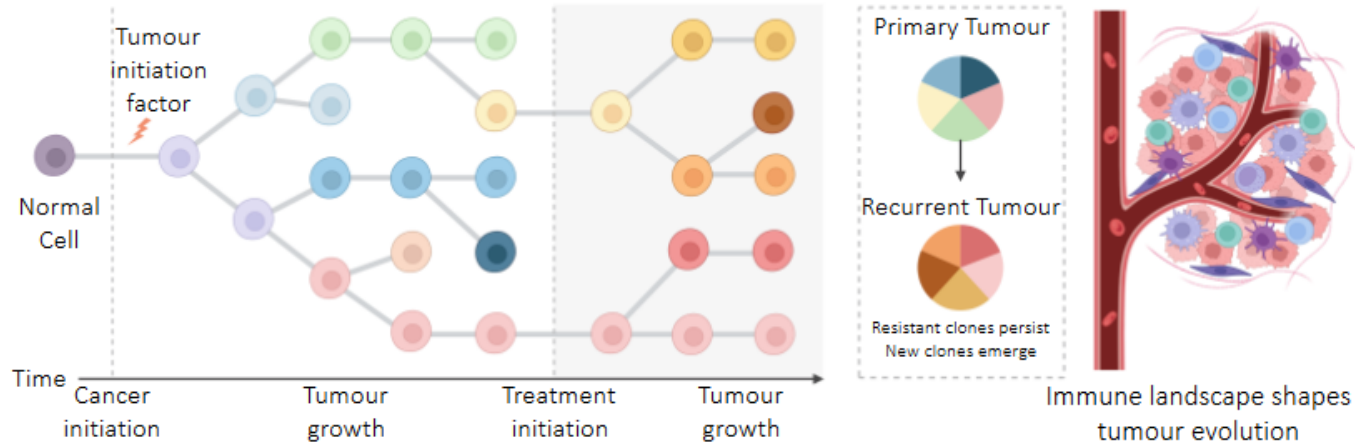 Tumour
initiation
factor
Normal
Cell
Time
Cancer
initiation
Tumour
growth
Treatment
initiation
Tumour
growth
Primary Tumour
Recurrent Tumour
Resistant clones persist
New clones emerge
Immune landscape shapes
tumour evolution